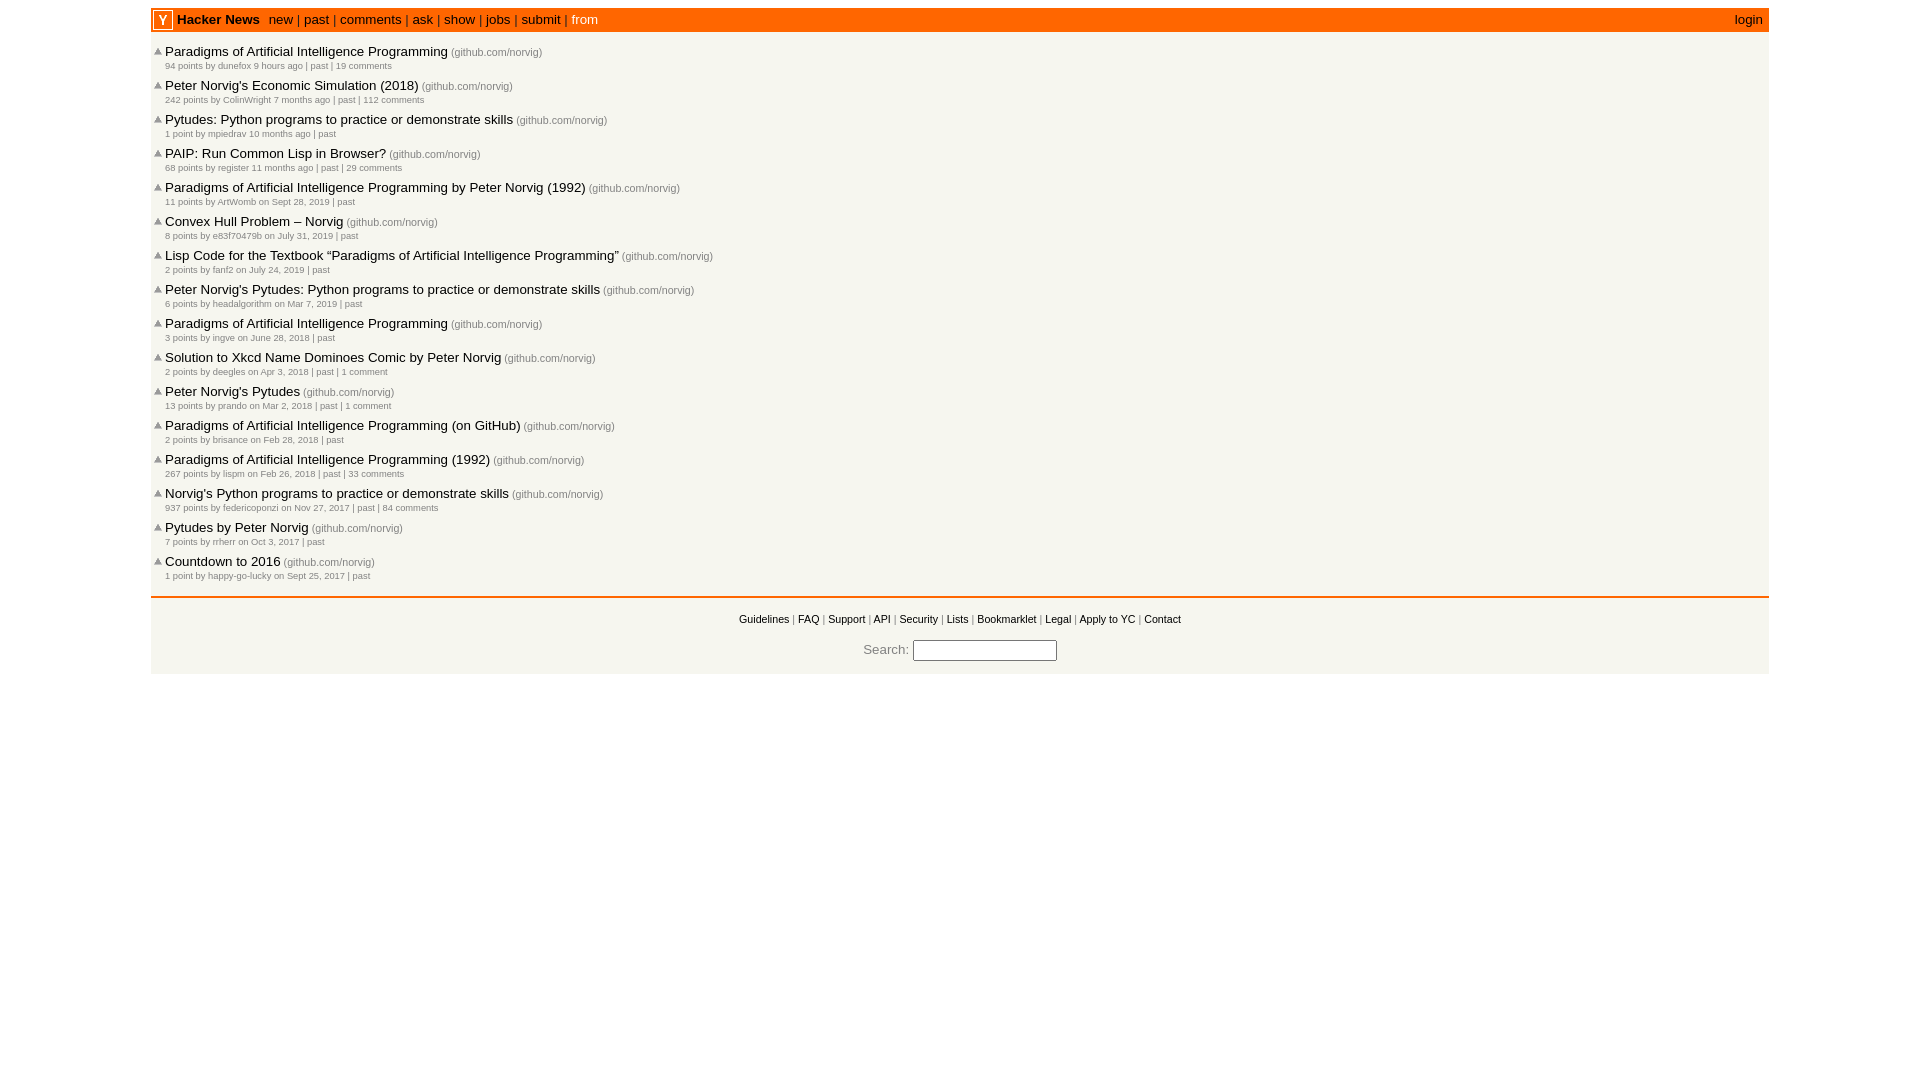 Y Hacker News new | past | comments | ask | show | jobs | submit | from login
Paradigms of Artificial Intelligence Programming (github.com/norvig)
94 points by dunefox 9 hours ago | past | 19 comments
Peter Norvig's Economic Simulation (2018) (github.com/norvig)
242 points by ColinWright 7 months ago | past | 112 comments
Pytudes: Python programs to practice or demonstrate skills (github.com/norvig)
1 point by mpiedrav 10 months ago | past
PAIP: Run Common Lisp in Browser? (github.com/norvig)
68 points by register 11 months ago | past | 29 comments
Paradigms of Artificial Intelligence Programming by Peter Norvig (1992) (github.com/norvig)
11 points by ArtWomb on Sept 28, 2019 | past
Convex Hull Problem – Norvig (github.com/norvig)
8 points by e83f70479b on July 31, 2019 | past
Lisp Code for the Textbook “Paradigms of Artificial Intelligence Programming” (github.com/norvig)
2 points by fanf2 on July 24, 2019 | past
Peter Norvig's Pytudes: Python programs to practice or demonstrate skills (github.com/norvig)
6 points by headalgorithm on Mar 7, 2019 | past
Paradigms of Artificial Intelligence Programming (github.com/norvig)
3 points by ingve on June 28, 2018 | past
Solution to Xkcd Name Dominoes Comic by Peter Norvig (github.com/norvig)
2 points by deegles on Apr 3, 2018 | past | 1 comment
Peter Norvig's Pytudes (github.com/norvig)
13 points by prando on Mar 2, 2018 | past | 1 comment
Paradigms of Artificial Intelligence Programming (on GitHub) (github.com/norvig)
2 points by brisance on Feb 28, 2018 | past
Paradigms of Artificial Intelligence Programming (1992) (github.com/norvig)
267 points by lispm on Feb 26, 2018 | past | 33 comments
Norvig's Python programs to practice or demonstrate skills (github.com/norvig)
937 points by federicoponzi on Nov 27, 2017 | past | 84 comments
Pytudes by Peter Norvig (github.com/norvig)
7 points by rrherr on Oct 3, 2017 | past
Countdown to 2016 (github.com/norvig)
1 point by happy-go-lucky on Sept 25, 2017 | past
Guidelines | FAQ | Support | API | Security | Lists | Bookmarklet | Legal | Apply to YC | Contact
Search: